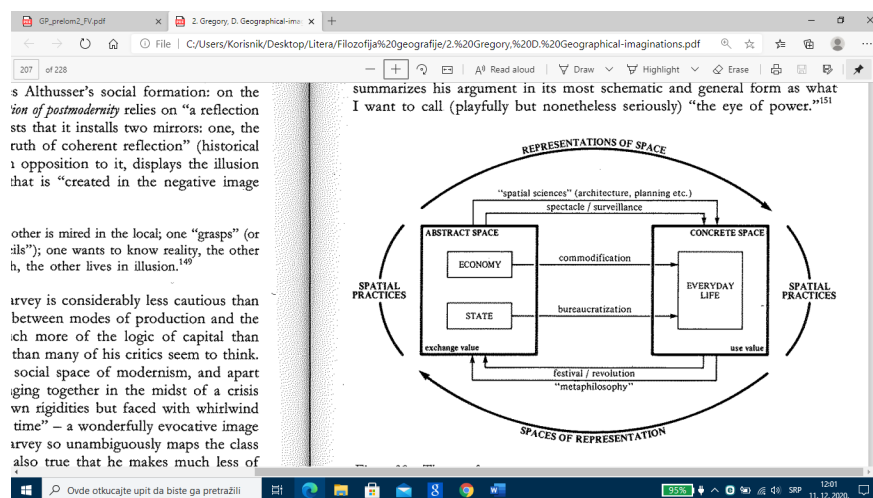 GP_prelom2_FV.pdf
2. Gregory, D. Geographical-ima
File
C:/Users/Korisnik/Desktop/Litera/Filozofija%20geografije/2.%20Gregory,%20D.%20Geographical-imaginations.pdf
207 of 228
Read aloud
Draw
Highlight
Erase
s Althusser's social formation: on the
ion of postmodernity relies on "a reflection
sts that it installs two mirrors: one, the
ruth of coherent reflection" (historical
opposition to it, displays the illusion
that is "created in the negative image
other is mired in the local; one "grasps" (or
ils"); one wants to know reality, the other
h, the other lives in illusion.149
arvey is considerably less cautious than
between modes of production and the
ch more of the logic of capital than
than many of his critics seem to think.
social space of modernism, and apart
ging together in the midst of a crisis
wn rigidities but faced with whirlwind
time" – a wonderfully evocative image
arvey so unambiguously maps the class
also true that he makes much less of
summarizes his argument in its most schematic and general form as what
I want to call (playfully but nonetheless seriously) "the eye of power."151
REPRESENTATIONS OF SPACE
"spatial sciences" (architecture, planning etc.)
spectacle / surveillance
ABSTRACT SPACE
CONCRETE SPACE
ECONOMY
commodification
EVERYDAY
LIFE
SPATIAL
PRACTICES
SPATIAL
PRACTICES
STATE
bureaucratization
exchange value
use value
festival / revolution
"metaphilosophy"
SPACES OF REPRESENTATION
Ovde otkucajte upit da biste ga pretražili
95%
SRP
12:01
11. 12. 2020.